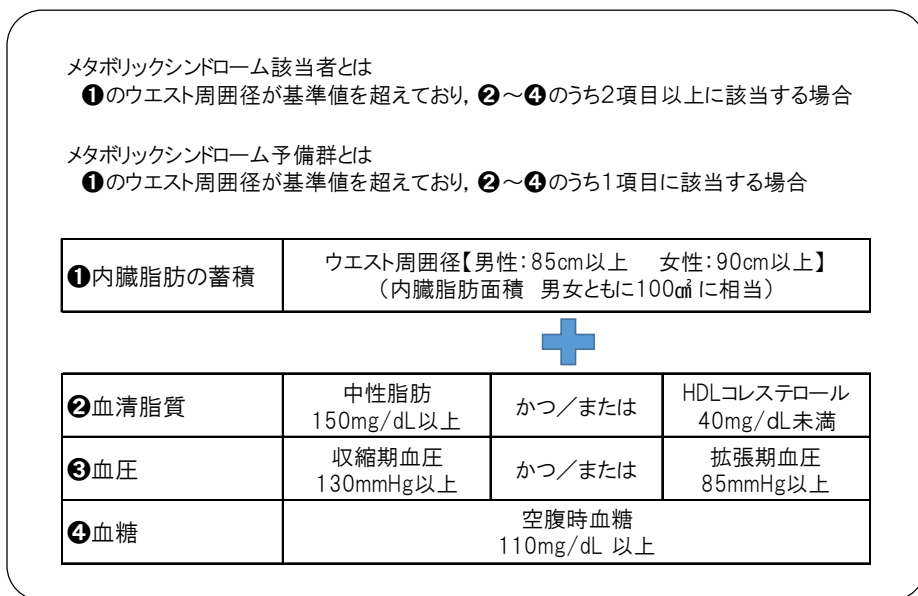 メタボリックシンドローム該当者とは
❶のウエスト周囲径が基準値を超えており，❷～❹のうち2項目以上に該当する場合
メタボリックシンドローム予備群とは
❶のウエスト周囲径が基準値を超えており，❷～❹のうち1項目に該当する場合
❶内臓脂肪の蓄積
ウエスト周囲径【男性：85cm以上　女性：90cm以上】
（内臓脂肪面積 男女ともに100㎠に相当）
❷血清脂質
中性脂肪
150mg/dL以上
かつ／または
HDLコレステロール
40mg/dL未満
❸血圧
収縮期血圧
130mmHg以上
かつ／または
拡張期血圧
85mmHg以上
❹血糖
空腹時血糖
110mg/dL 以上